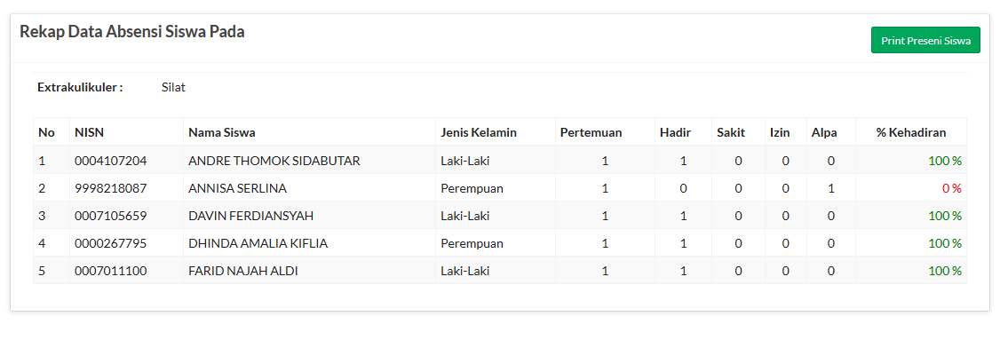 Rekap Data Absensi Siswa Pada
Print Preseni Siswa
Extrakulikuler : Silat
No NISN Nama Siswa Jenis Kelamin Pertemuan Hadir Sakit Izin Alpa % Kehadiran
1 0004107204 ANDRE THOMOK SIDABUTAR Laki-Laki 1 1 0 0 0 100 %
2 9998218087 ANNISA SERLINA Perempuan 1 0 0 0 1 0 %
3 0007105659 DAVIN FERDIANSYAH Laki-Laki 1 1 0 0 0 100 %
4 0000267795 DHINDA AMALIA KIFLIA Perempuan 1 1 0 0 0 100 %
5 0007011100 FARID NAJAH ALDI Laki-Laki 1 1 0 0 0 100 %